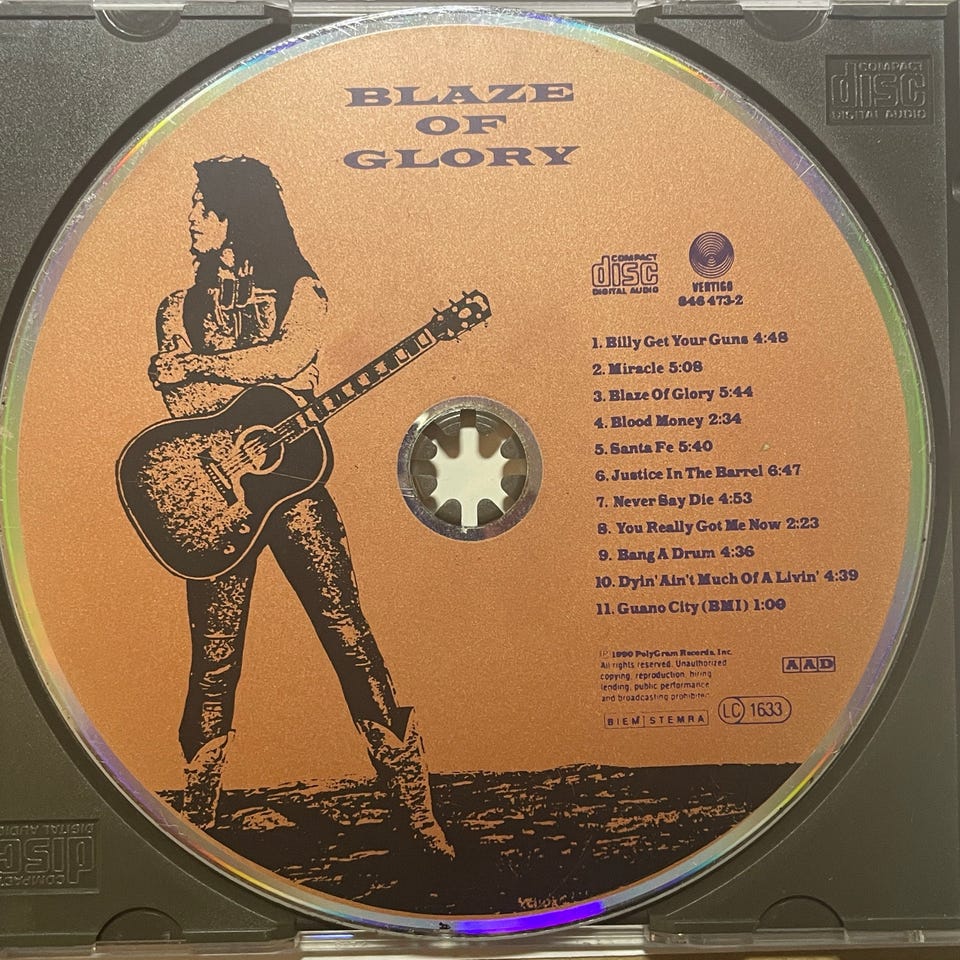 BLAZE
OF
GLORY
COMPACT
disc
DIGITAL AUDIO
COMPACT
disc
DIGITAL AUDIO
VERTIGO
846 473-2
1. Billy Get Your Guns 4:48
2. Miracle 5:08
3. Blaze Of Glory 5:44
4. Blood Money 2:34
5. Santa Fe 5:40
6. Justice In The Barrel 6:47
7. Never Say Die 4:53
8. You Really Got Me Now 2:23
9. Bang A Drum 4:36
10. Dyin' Ain't Much Of A Livin' 4:39
11. Guano City (BMI) 1:00
℗ 1990 PolyGram Records, Inc.
All rights reserved. Unauthorized
copying, reproduction, hiring
lending, public performance
and broadcasting prohibited
AAD
BIEM STEMRA
LC 1633
COMPACT
disc
DIGITAL AUDIO